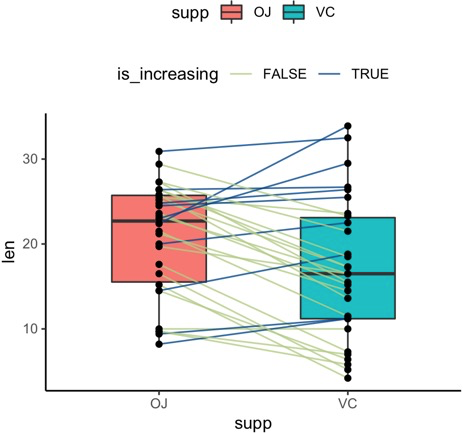 supp OJ VC
is_increasing FALSE TRUE
30
20
10
len
OJ VC
supp